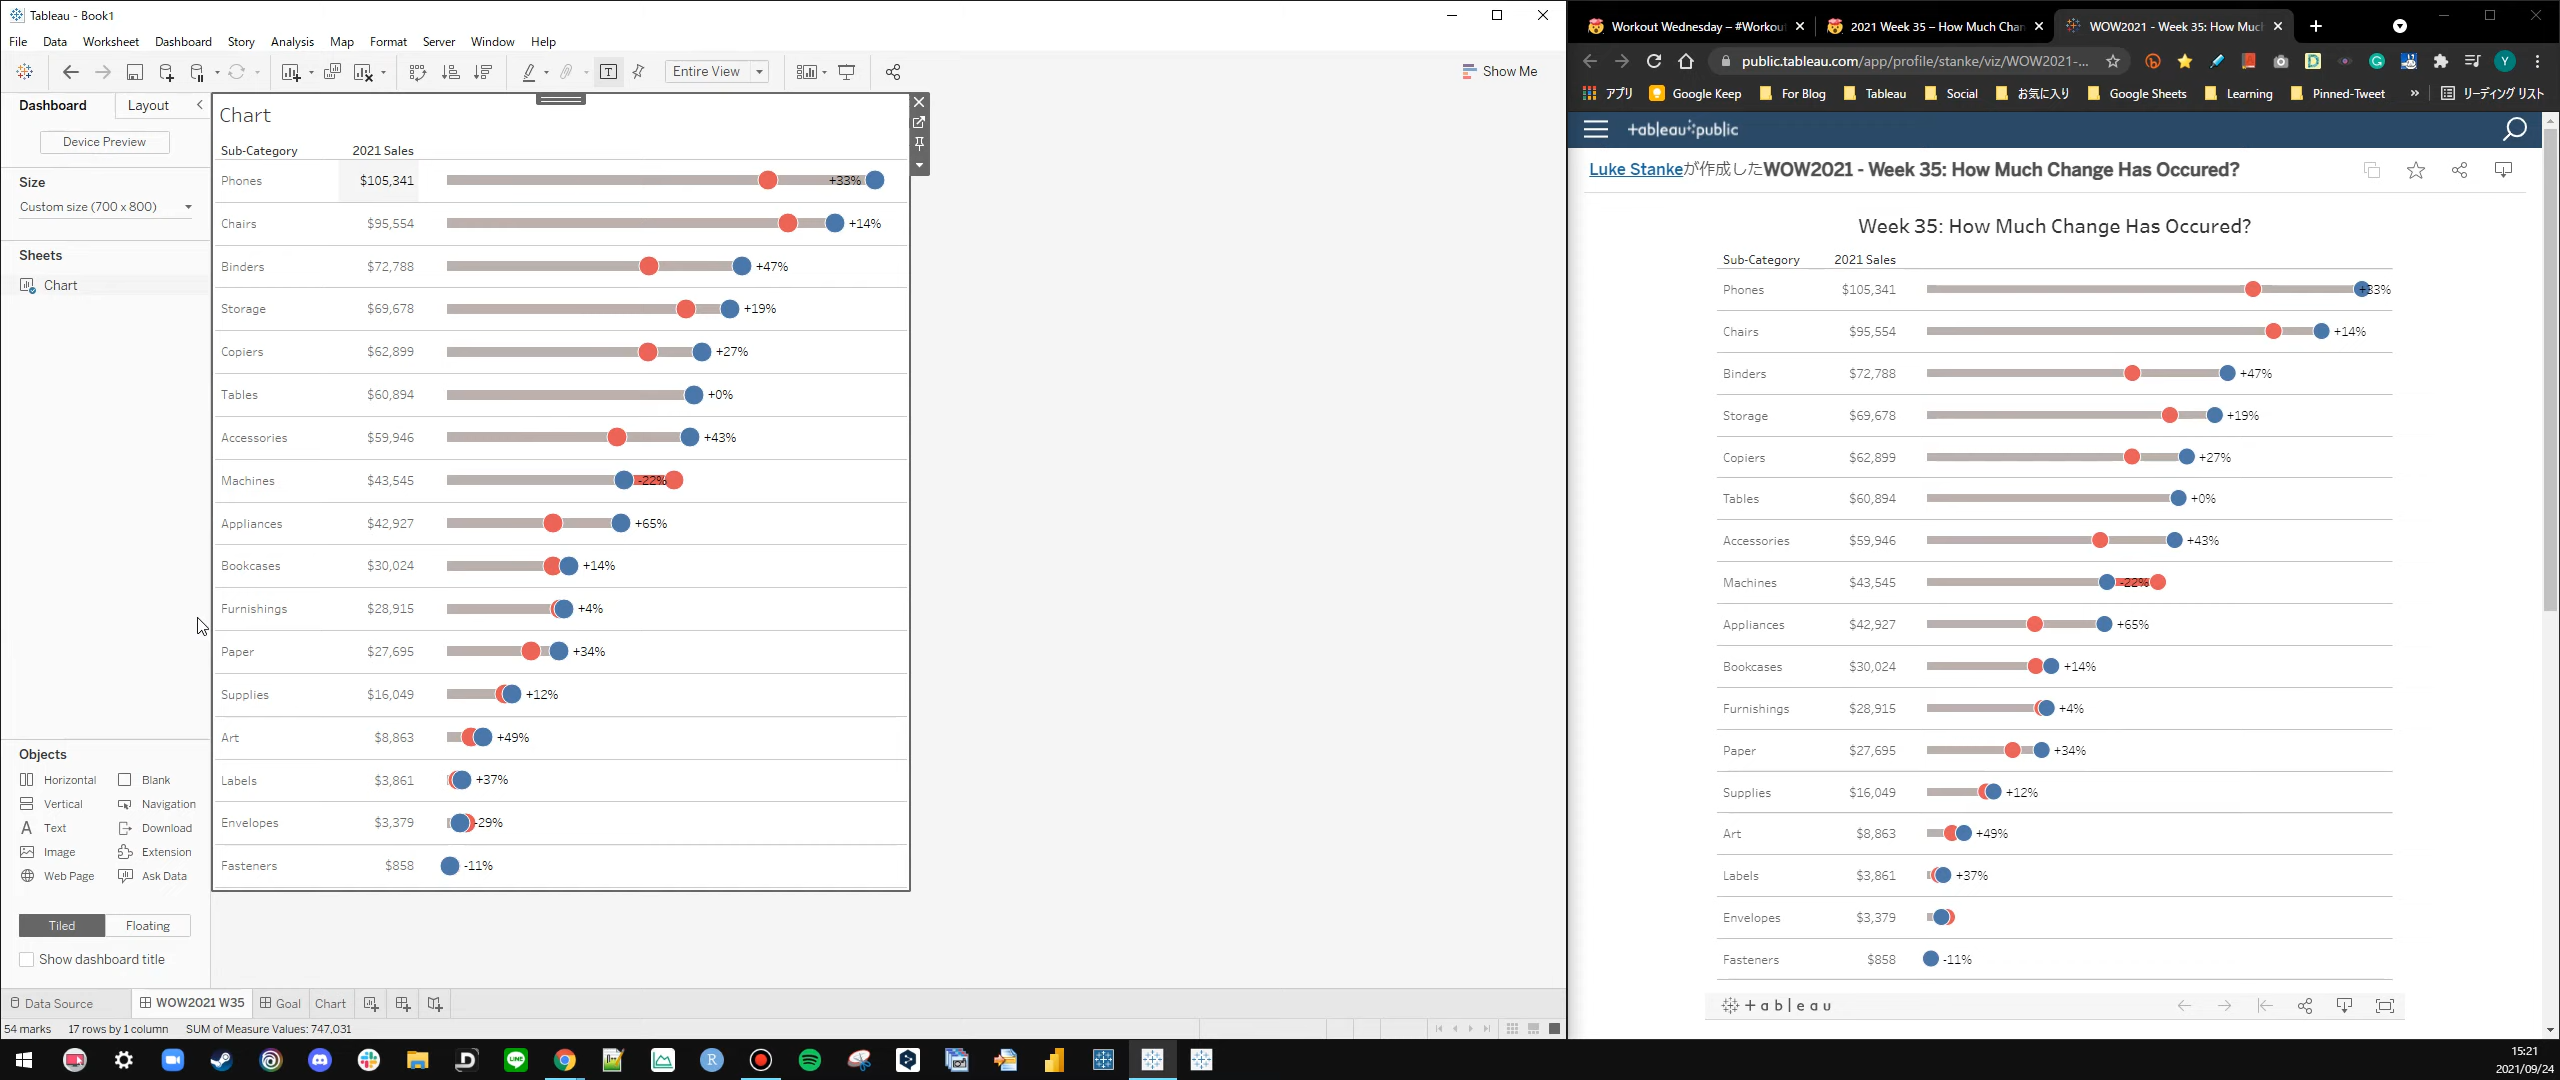 Tableau - Book1
File Data Worksheet Dashboard Story Analysis Map Format Server Window Help
Entire View
Show Me
Dashboard Layout
Device Preview
Size
Custom size (700 x 800)
Sheets
Chart
Objects
Horizontal Blank
Vertical Navigation
Text Download
Image Extension
Web Page Ask Data
Tiled Floating
Show dashboard title
Chart
Sub-Category 2021 Sales
Phones $105,341 +33%
Chairs $95,554 +14%
Binders $72,788 +47%
Storage $69,678 +19%
Copiers $62,899 +27%
Tables $60,894 +0%
Accessories $59,946 +43%
Machines $43,545 -22%
Appliances $42,927 +65%
Bookcases $30,024 +14%
Furnishings $28,915 +4%
Paper $27,695 +34%
Supplies $16,049 +12%
Art $8,863 +49%
Labels $3,861 +37%
Envelopes $3,379 -29%
Fasteners $858 -11%
Data Source WOW2021 W35 Goal Chart
54 marks 17 rows by 1 column SUM of Measure Values: 747,031
Workout Wednesday – #Workou 2021 Week 35 – How Much Chan WOW2021 - Week 35: How Muc
public.tableau.com/app/profile/stanke/viz/WOW2021-...
アプリ Google Keep For Blog Tableau Social お気に入り Google Sheets Learning Pinned-Tweet » リーディング リスト
+ableau public
Luke Stankeが作成したWOW2021 - Week 35: How Much Change Has Occured?
Week 35: How Much Change Has Occured?
Sub-Category 2021 Sales
Phones $105,341 +33%
Chairs $95,554 +14%
Binders $72,788 +47%
Storage $69,678 +19%
Copiers $62,899 +27%
Tables $60,894 +0%
Accessories $59,946 +43%
Machines $43,545 -22%
Appliances $42,927 +65%
Bookcases $30,024 +14%
Furnishings $28,915 +4%
Paper $27,695 +34%
Supplies $16,049 +12%
Art $8,863 +49%
Labels $3,861 +37%
Envelopes $3,379
Fasteners $858 -11%
+ a b | e a u
15:21
2021/09/24